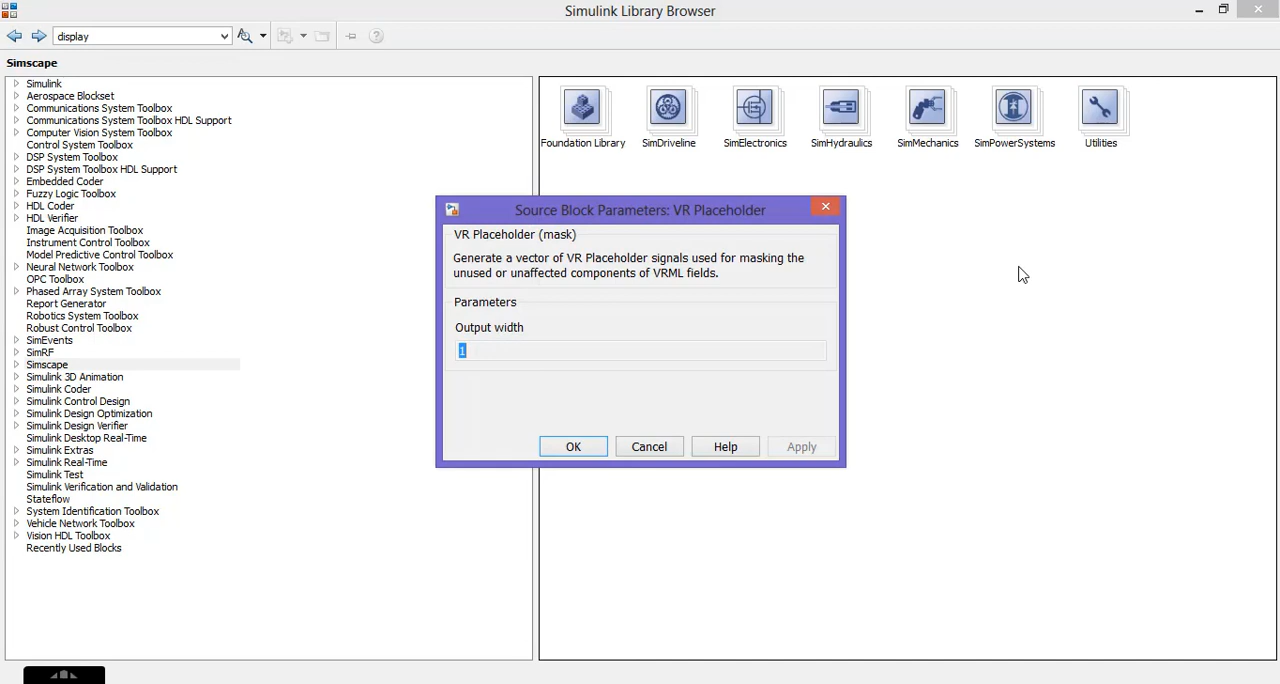 Simulink Library Browser
display
Simscape
Simulink
Aerospace Blockset
Communications System Toolbox
Communications System Toolbox HDL Support
Computer Vision System Toolbox
Control System Toolbox
DSP System Toolbox
DSP System Toolbox HDL Support
Embedded Coder
Fuzzy Logic Toolbox
HDL Coder
HDL Verifier
Image Acquisition Toolbox
Instrument Control Toolbox
Model Predictive Control Toolbox
Neural Network Toolbox
OPC Toolbox
Phased Array System Toolbox
Report Generator
Robotics System Toolbox
Robust Control Toolbox
SimEvents
SimRF
Simscape
Simulink 3D Animation
Simulink Coder
Simulink Control Design
Simulink Design Optimization
Simulink Design Verifier
Simulink Desktop Real-Time
Simulink Extras
Simulink Real-Time
Simulink Test
Simulink Verification and Validation
Stateflow
System Identification Toolbox
Vehicle Network Toolbox
Vision HDL Toolbox
Recently Used Blocks
Foundation Library SimDriveline SimElectronics SimHydraulics SimMechanics SimPowerSystems Utilities
Source Block Parameters: VR Placeholder
VR Placeholder (mask)
Generate a vector of VR Placeholder signals used for masking the
unused or unaffected components of VRML fields.
Parameters
Output width
1
OK Cancel Help Apply